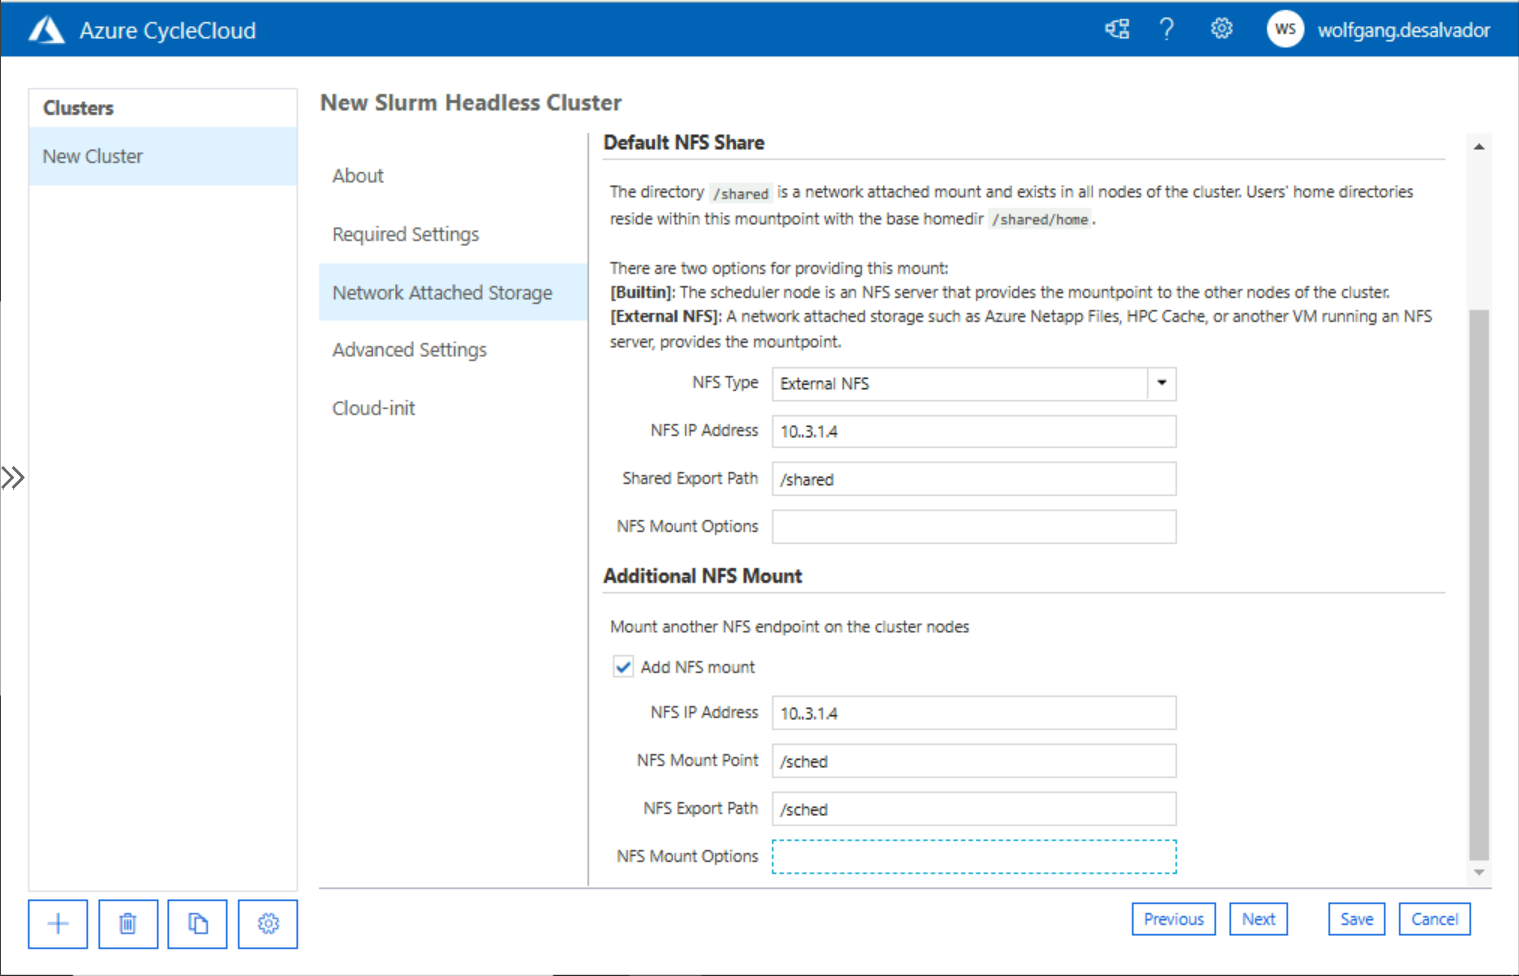 Azure CycleCloud
?
WS
wolfgang.desalvador
Clusters
New Cluster
New Slurm Headless Cluster
About
Required Settings
Network Attached Storage
Advanced Settings
Cloud-init
Default NFS Share
The directory /shared is a network attached mount and exists in all nodes of the cluster. Users' home directories
reside within this mountpoint with the base homedir /shared/home.
There are two options for providing this mount:
[Builtin]: The scheduler node is an NFS server that provides the mountpoint to the other nodes of the cluster.
[External NFS]: A network attached storage such as Azure Netapp Files, HPC Cache, or another VM running an NFS
server, provides the mountpoint.
NFS Type External NFS
NFS IP Address 10..3.1.4
Shared Export Path /shared
NFS Mount Options
Additional NFS Mount
Mount another NFS endpoint on the cluster nodes
Add NFS mount
NFS IP Address 10..3.1.4
NFS Mount Point /sched
NFS Export Path /sched
NFS Mount Options
Previous
Next
Save
Cancel